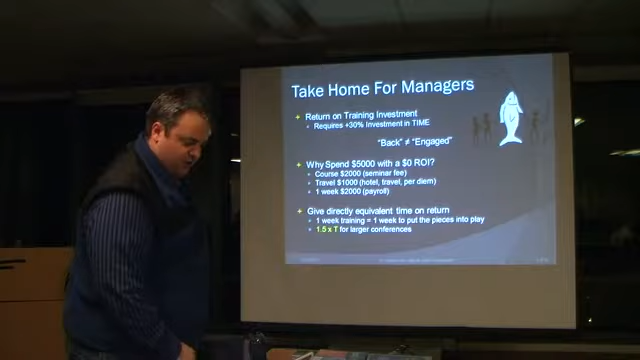 Take Home For Managers
Return on Training Investment
Requires +30% Investment in TIME
"Back" ≠ "Engaged"
Why Spend $5000 with a $0 ROI?
Course $2000 (seminar fee)
Travel $1000 (hotel, travel, per diem)
1 week $2000 (payroll)
Give directly equivalent time on return
1 week training = 1 week to put the pieces into play
1.5 x T for larger conferences